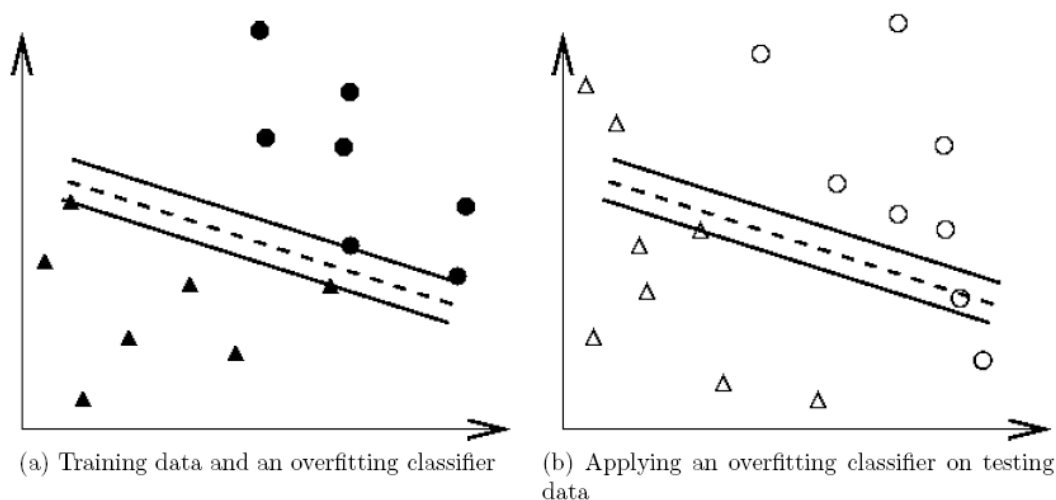 (a) Training data and an overfitting classifier
(b) Applying an overfitting classifier on testing
data